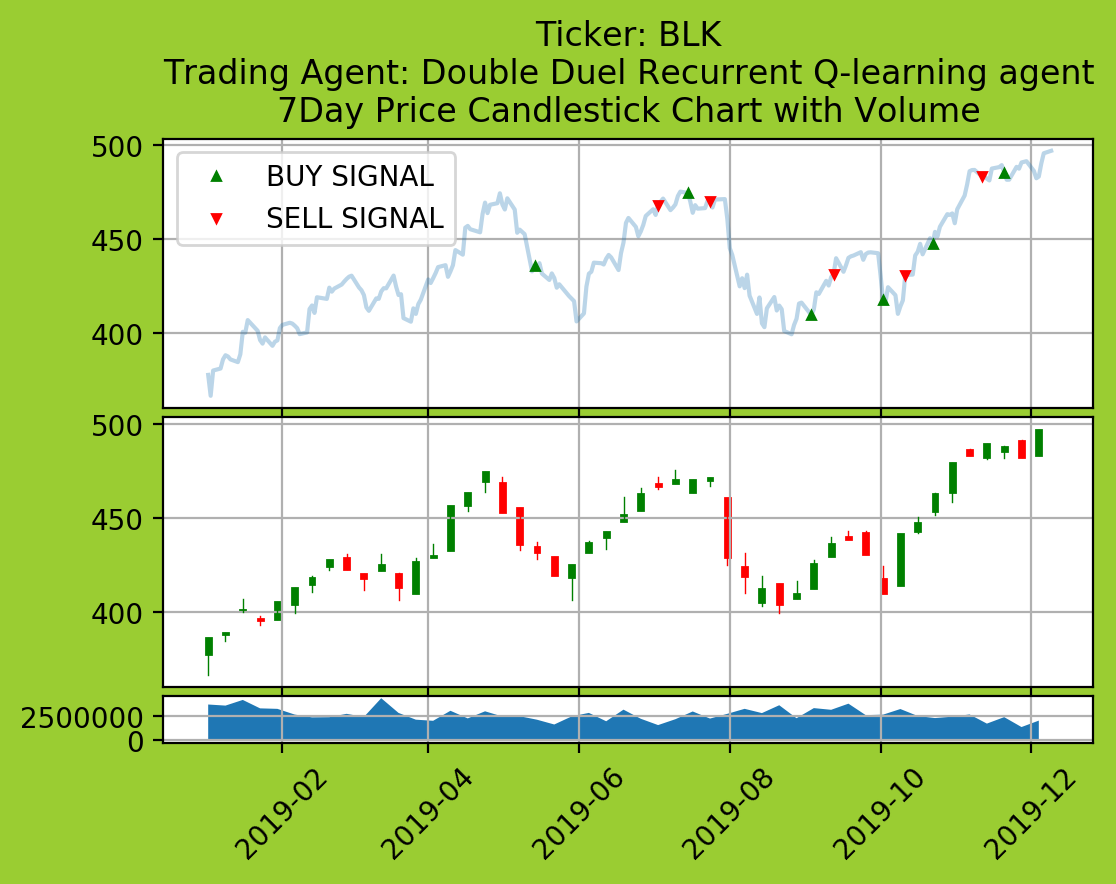 Ticker: BLK
Trading Agent: Double Duel Recurrent Q-learning agent
7Day Price Candlestick Chart with Volume
500
450
400
BUY SIGNAL
SELL SIGNAL
500
450
400
2500000
0
2019-02
2019-04
2019-06
2019-08
2019-10
2019-12